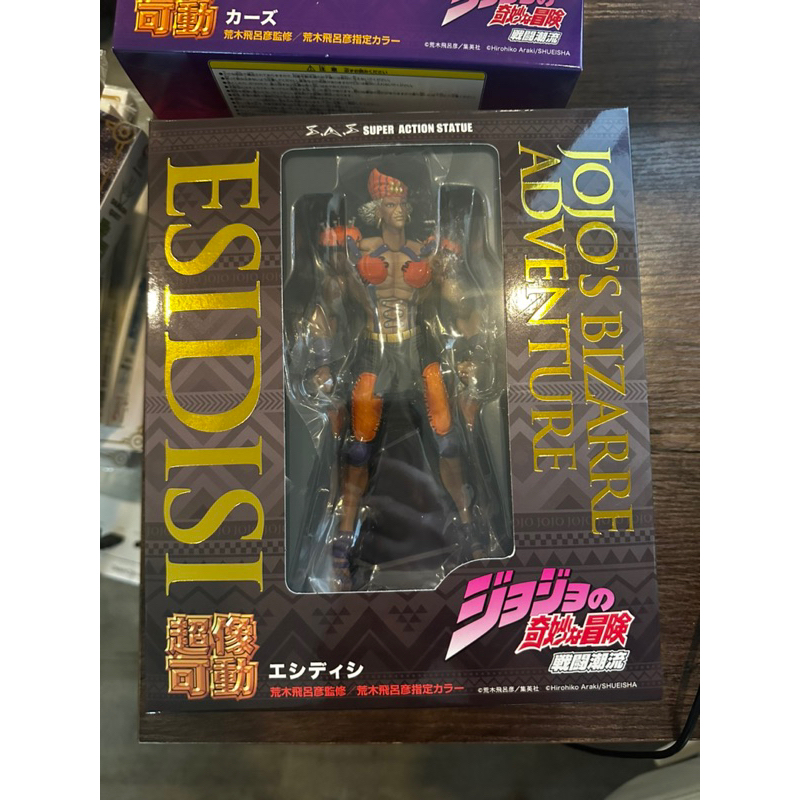 可動
カーズ
荒木飛呂彦監修／荒木飛呂彦指定カラー
の
奇妙な冒険
戦闘潮流
©荒木飛呂彦/集英社 ©Hirohiko Araki/SHUEISHA
S.A.S SUPER ACTION STATUE
ESIDISI
JOJO'S BIZARRE
ADVENTURE
超像
可動
エシディシ
荒木飛呂彦監修／荒木飛呂彦指定カラー
ジョジョの
奇妙な冒険
戦闘潮流
©荒木飛呂彦/集英社 ©Hirohiko Araki/SHUEISHA